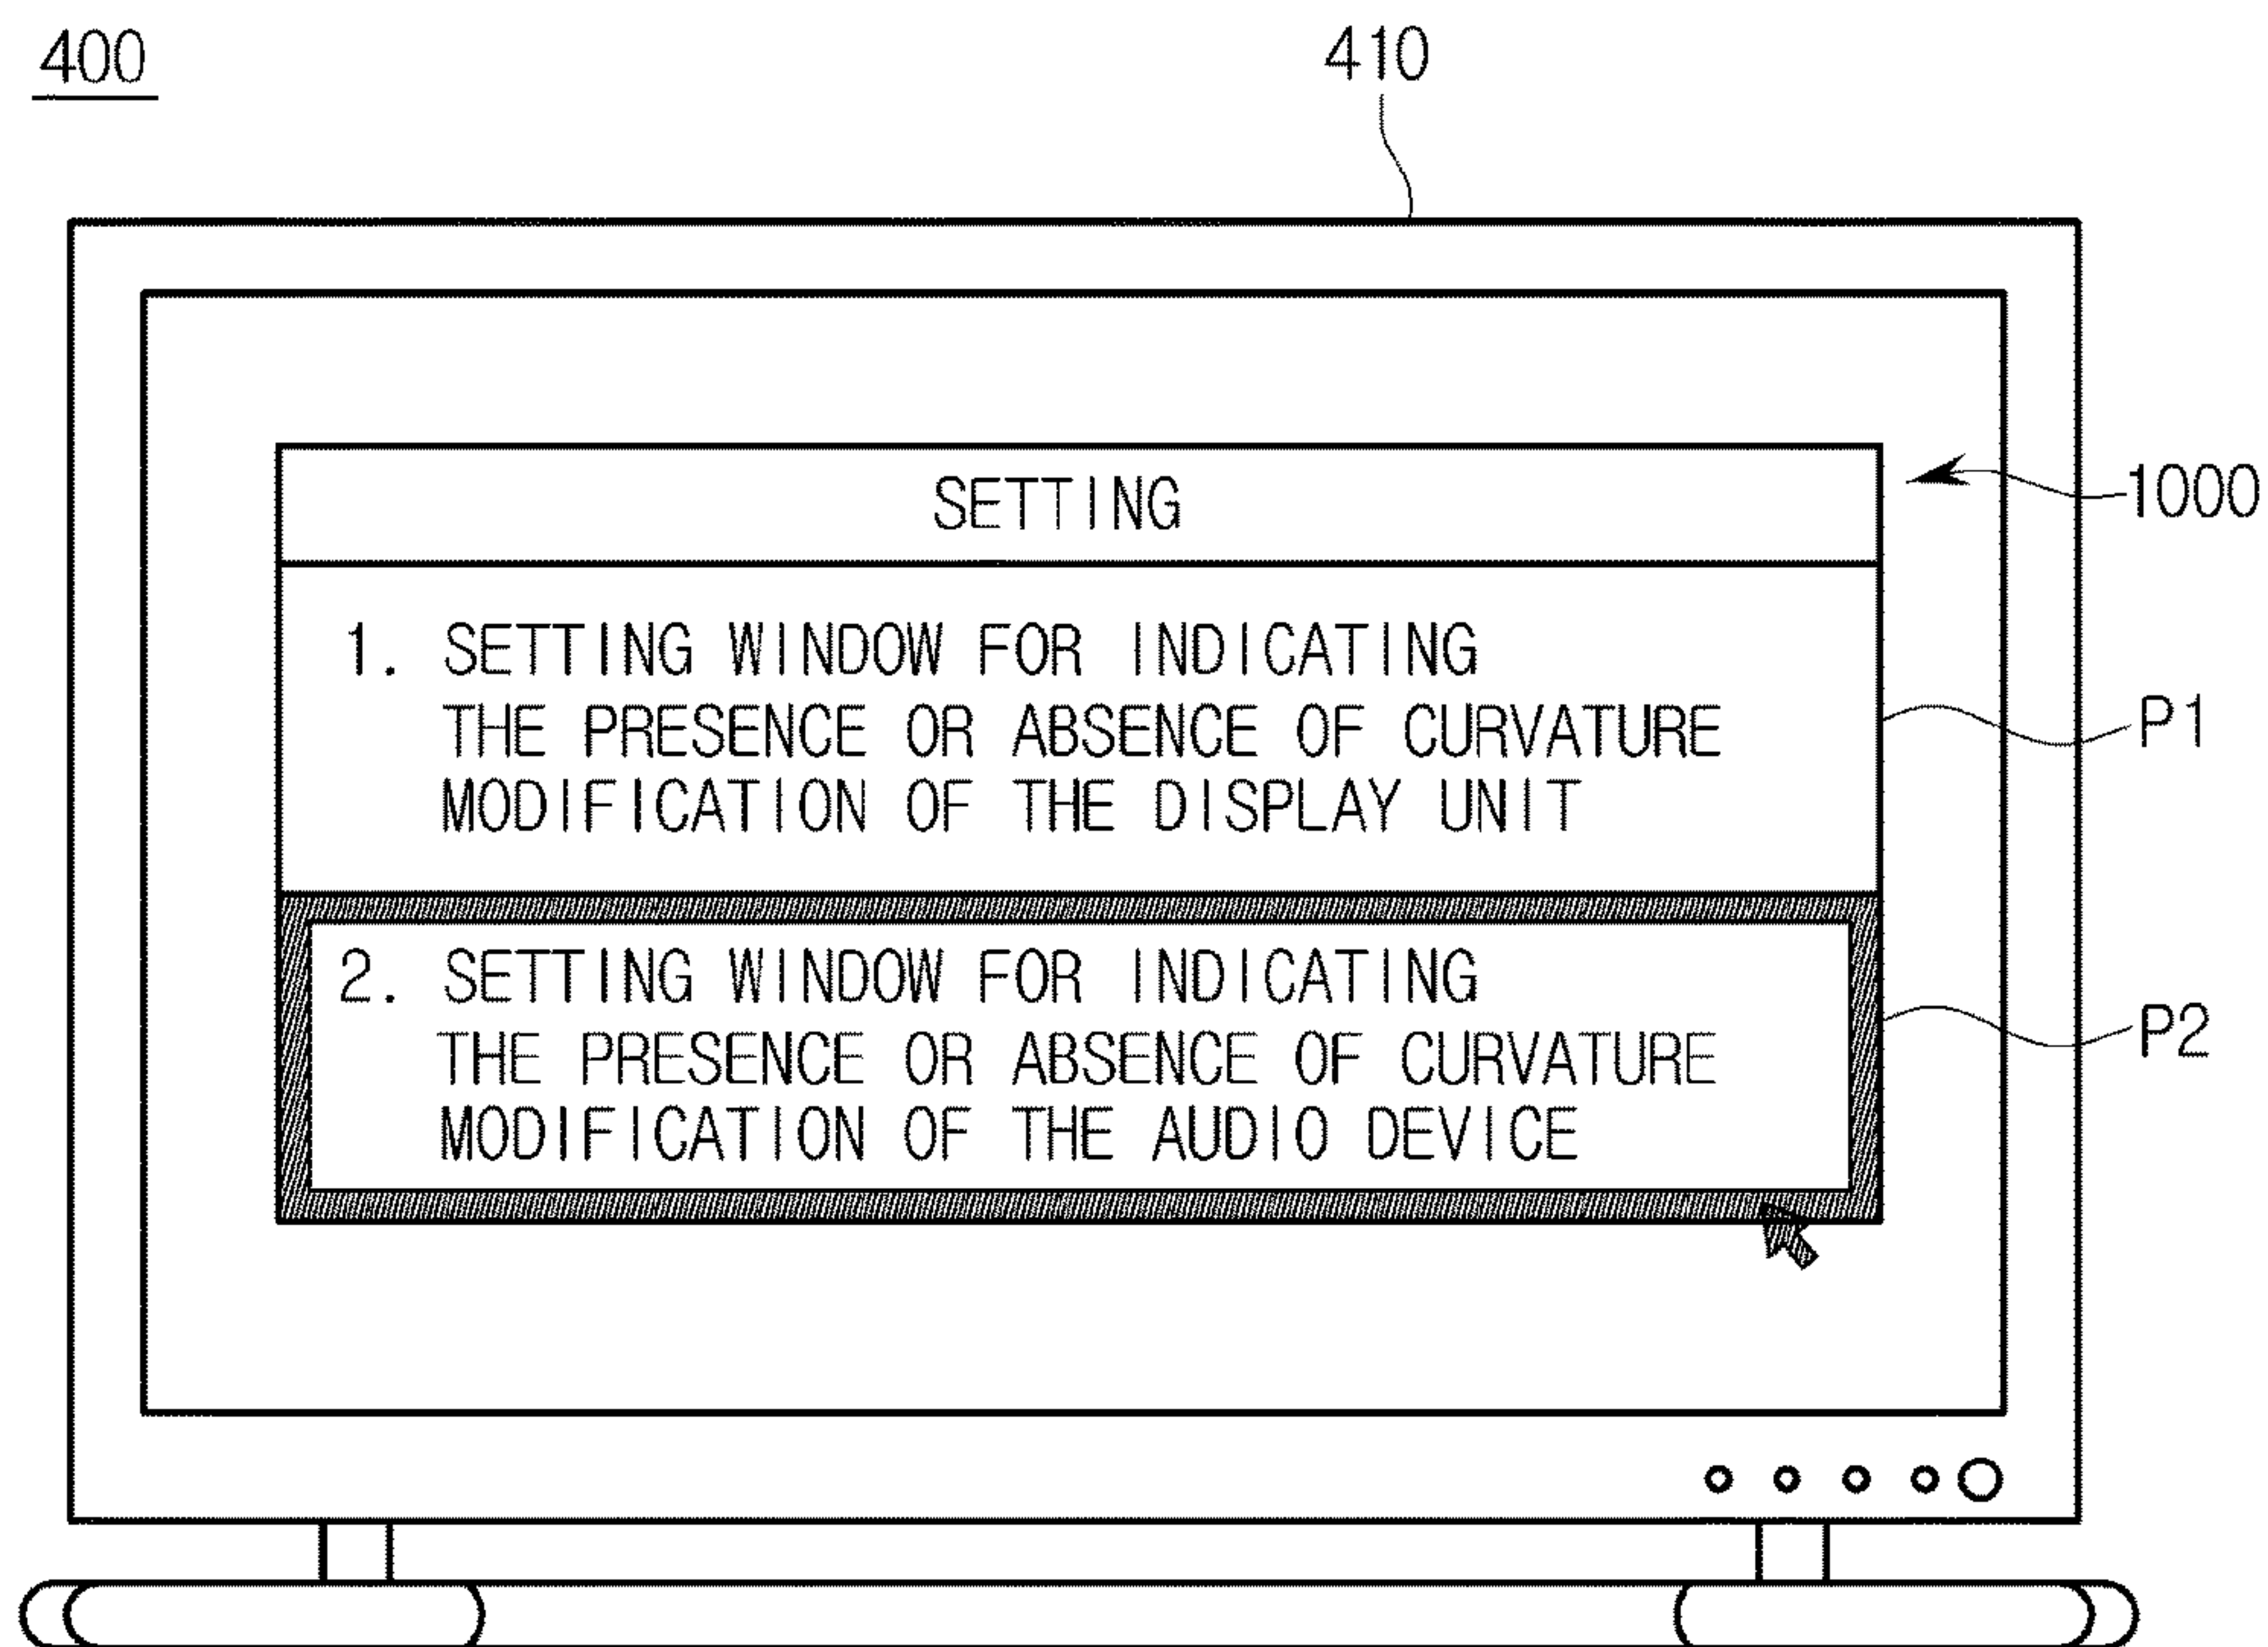 400
410
SETTING
1000
1. SETTING WINDOW FOR INDICATING
THE PRESENCE OR ABSENCE OF CURVATURE
MODIFICATION OF THE DISPLAY UNIT
P1
2. SETTING WINDOW FOR INDICATING
THE PRESENCE OR ABSENCE OF CURVATURE
MODIFICATION OF THE AUDIO DEVICE
P2